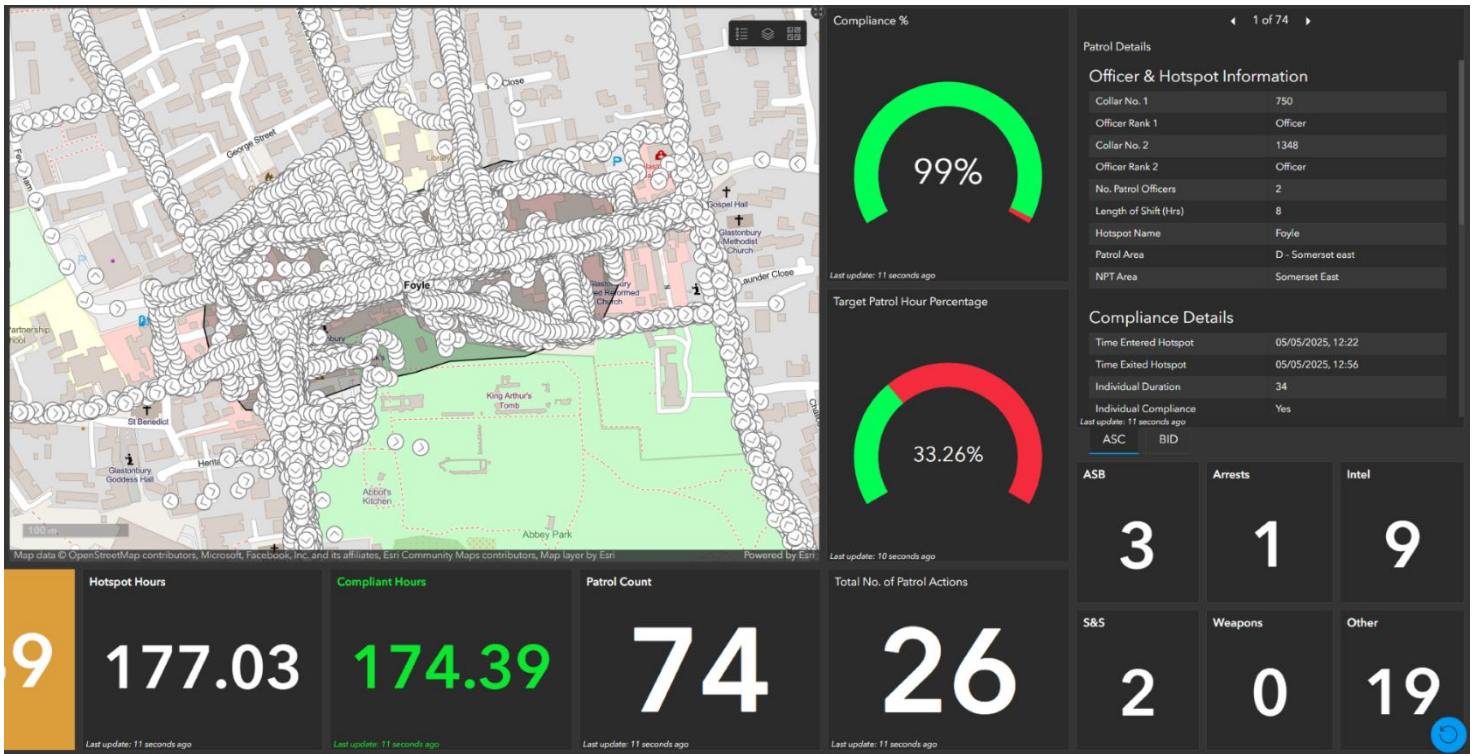 Close
George Street
Library
P
Gospel Hall
Glastonbury
Methodist
Church
Foyle
Church
P
St Benedict
Glastonbury
Goddess Hall
King Arthur's
Tomb
Abbot's
Kitchen
Abbey Park
100 m
Map data © OpenStreetMap contributors, Microsoft, Facebook, Inc. and its affiliates, Esri Community Maps contributors, Map layer by Esri
Powered by Esri
Compliance %
99%
Last update: 11 seconds ago
Target Patrol Hour Percentage
33.26%
Last update: 10 seconds ago
1 of 74
Patrol Details
Officer & Hotspot Information
Collar No. 1 750
Officer Rank 1 Officer
Collar No. 2 1348
Officer Rank 2 Officer
No. Patrol Officers 2
Length of Shift (Hrs) 8
Hotspot Name Foyle
Patrol Area D - Somerset east
NPT Area Somerset East
Compliance Details
Time Entered Hotspot 05/05/2025, 12:22
Time Exited Hotspot 05/05/2025, 12:56
Individual Duration 34
Individual Compliance Yes
Last update: 11 seconds ago
ASC BID
ASB
3
Arrests
1
Intel
9
S&S
2
Weapons
0
Other
19
9
Hotspot Hours
177.03
Last update: 11 seconds ago
Compliant Hours
174.39
Last update: 11 seconds ago
Patrol Count
74
Last update: 11 seconds ago
Total No. of Patrol Actions
26
Last update: 11 seconds ago